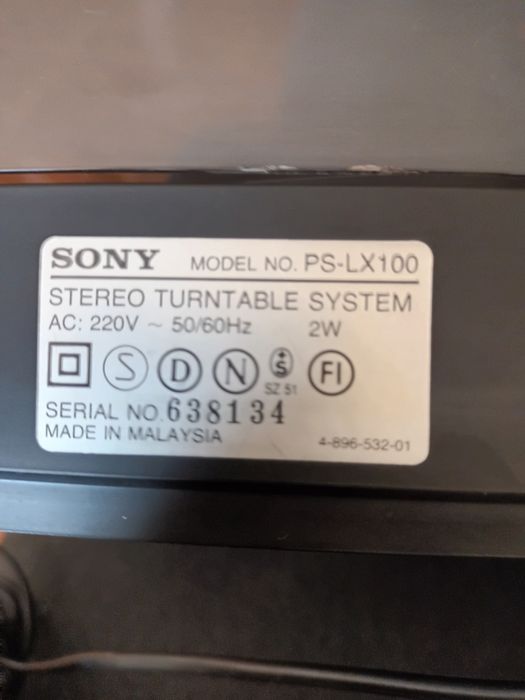 SONY MODEL NO. PS-LX100
STEREO TURNTABLE SYSTEM
AC: 220V ~ 50/60Hz 2W
S D N S FI
SZ 51
SERIAL NO. 638134
MADE IN MALAYSIA 4-896-532-01